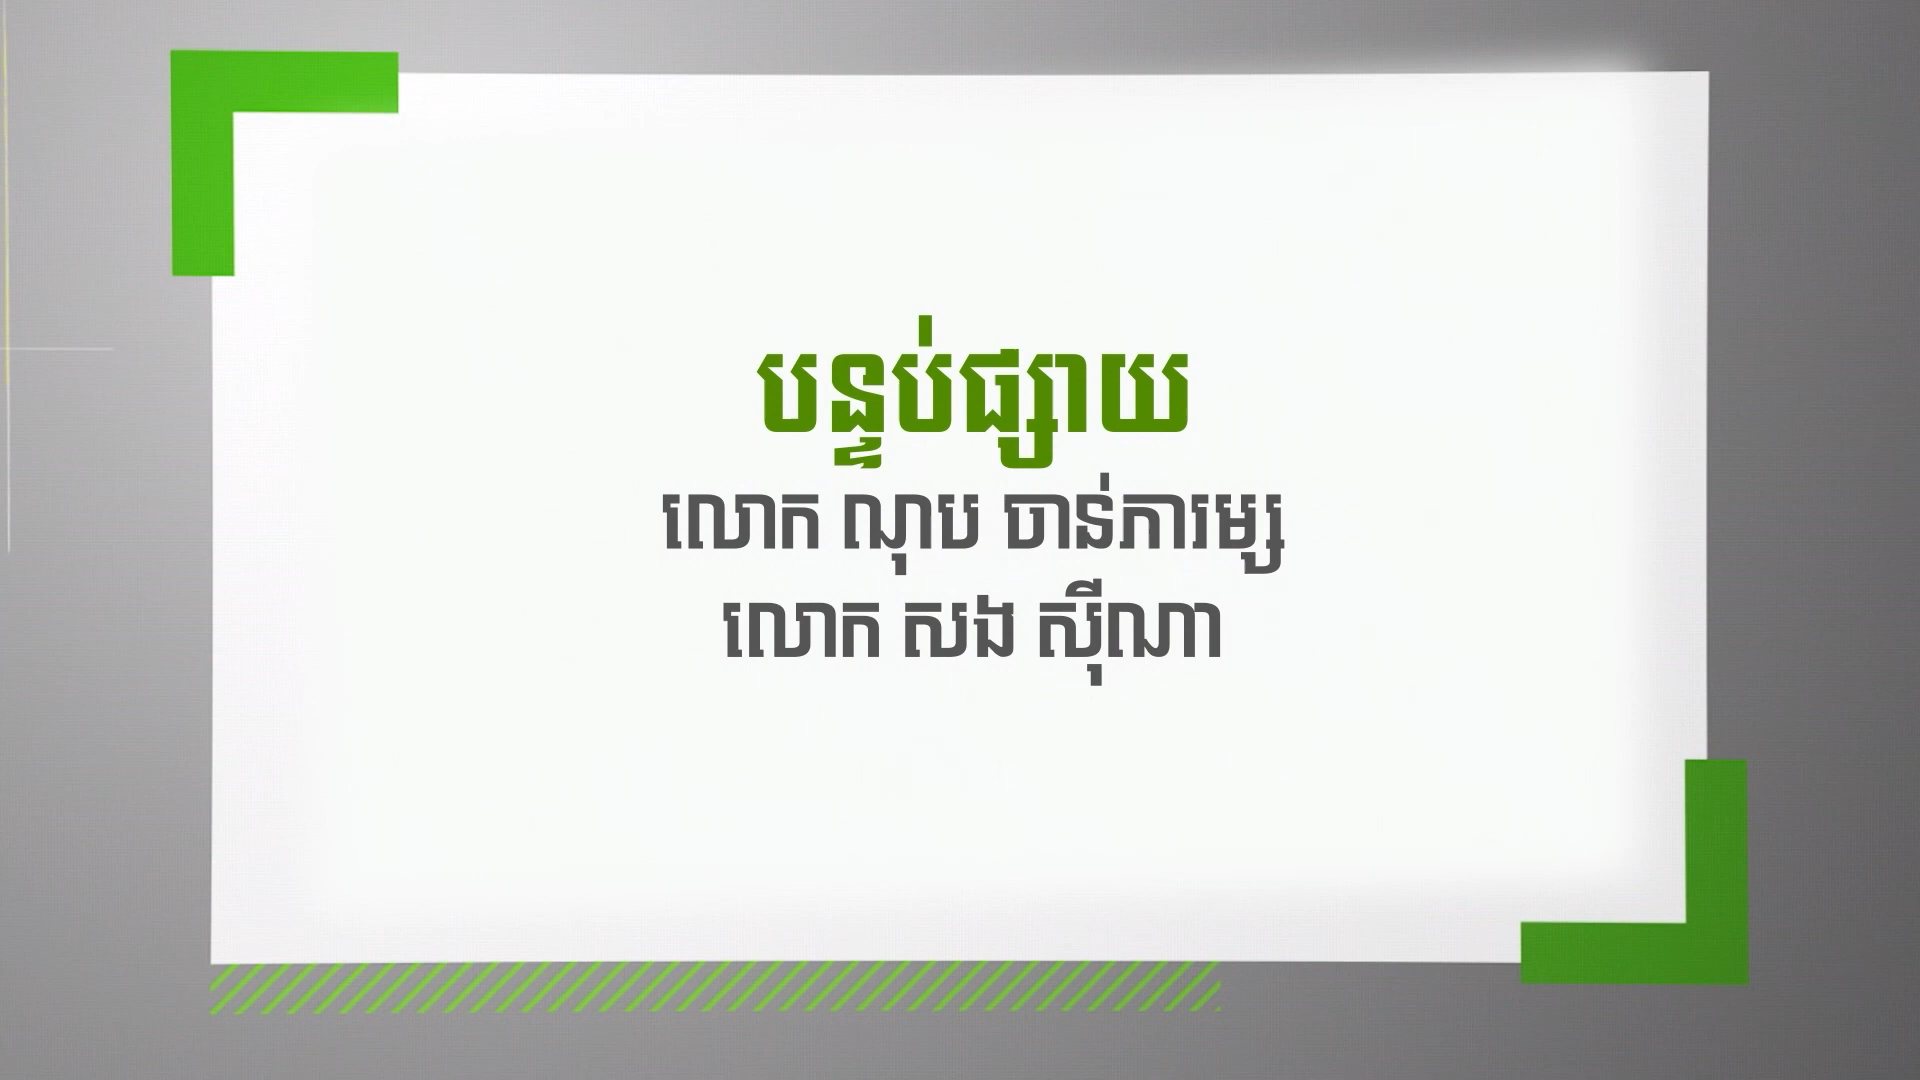 បន្ទប់ផ្សាយ
លោក ណុប ចាន់ភារម្ស
លោក សង ស៊ីណា